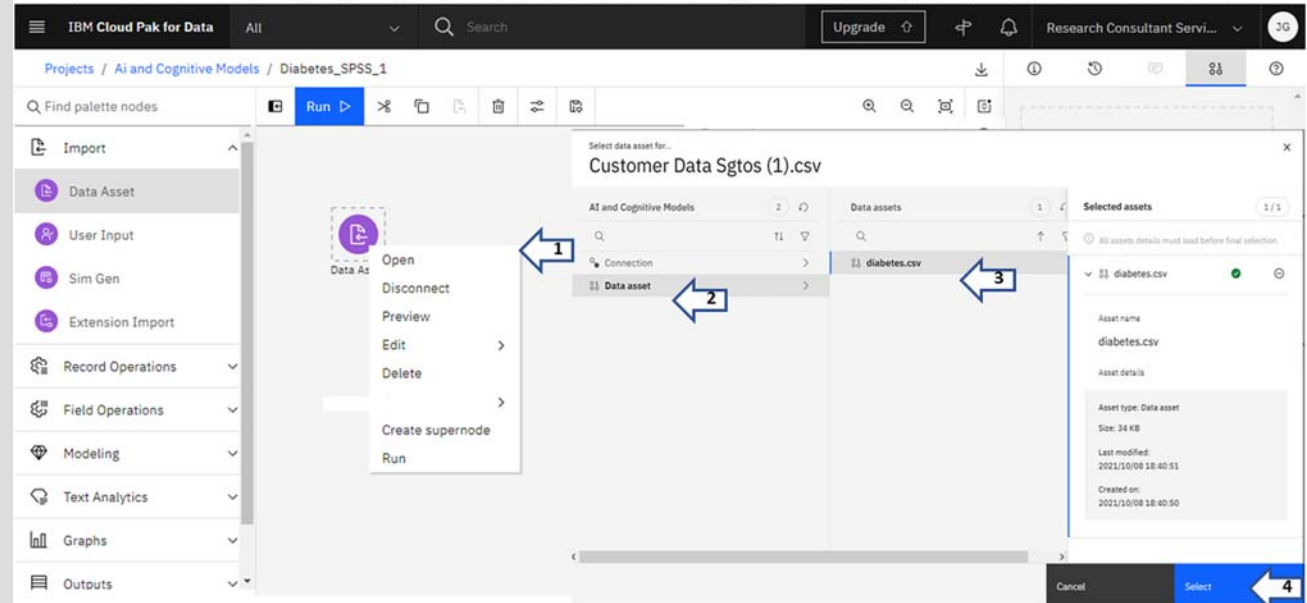 IBM Cloud Pak for Data
All
Search
Upgrade
Research Consultant Servi...
JG
Projects / Ai and Cognitive Models / Diabetes_SPSS_1
Find palette nodes
Run
Import
Data Asset
User Input
Sim Gen
Extension Import
Record Operations
Field Operations
Modeling
Text Analytics
Graphs
Outputs
Data As
Open
Disconnect
Preview
Edit
Delete
Create supernode
Run
1
Select data asset for...
Customer Data Sgtos (1).csv
AI and Cognitive Models
2
Connection
Data asset
2
Data assets
1
diabetes.csv
3
Selected assets
1/1
All assets details must load before final selection.
diabetes.csv
Asset name
diabetes.csv
Asset details
Asset type: Data asset
Size: 34 KB
Last modified:
2021/10/08 18:40:51
Created on:
2021/10/08 18:40:50
Cancel
Select
4